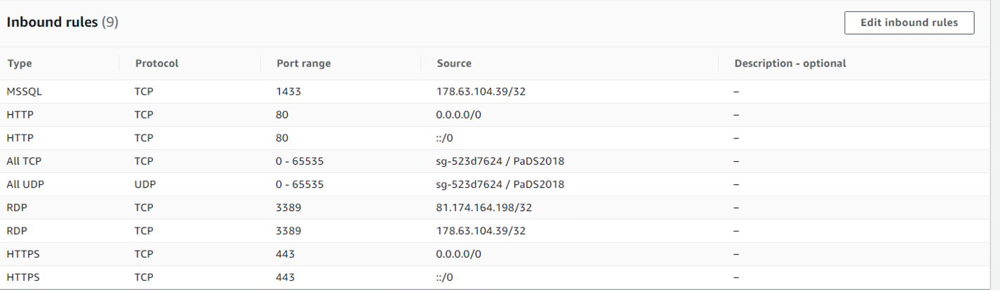 Inbound rules (9) Edit inbound rules
Type Protocol Port range Source Description - optional
MSSQL TCP 1433 178.63.104.39/32 –
HTTP TCP 80 0.0.0.0/0 –
HTTP TCP 80 ::/0 –
All TCP TCP 0 - 65535 sg-523d7624 / PaDS2018 –
All UDP UDP 0 - 65535 sg-523d7624 / PaDS2018 –
RDP TCP 3389 81.174.164.198/32 –
RDP TCP 3389 178.63.104.39/32 –
HTTPS TCP 443 0.0.0.0/0 –
HTTPS TCP 443 ::/0 –